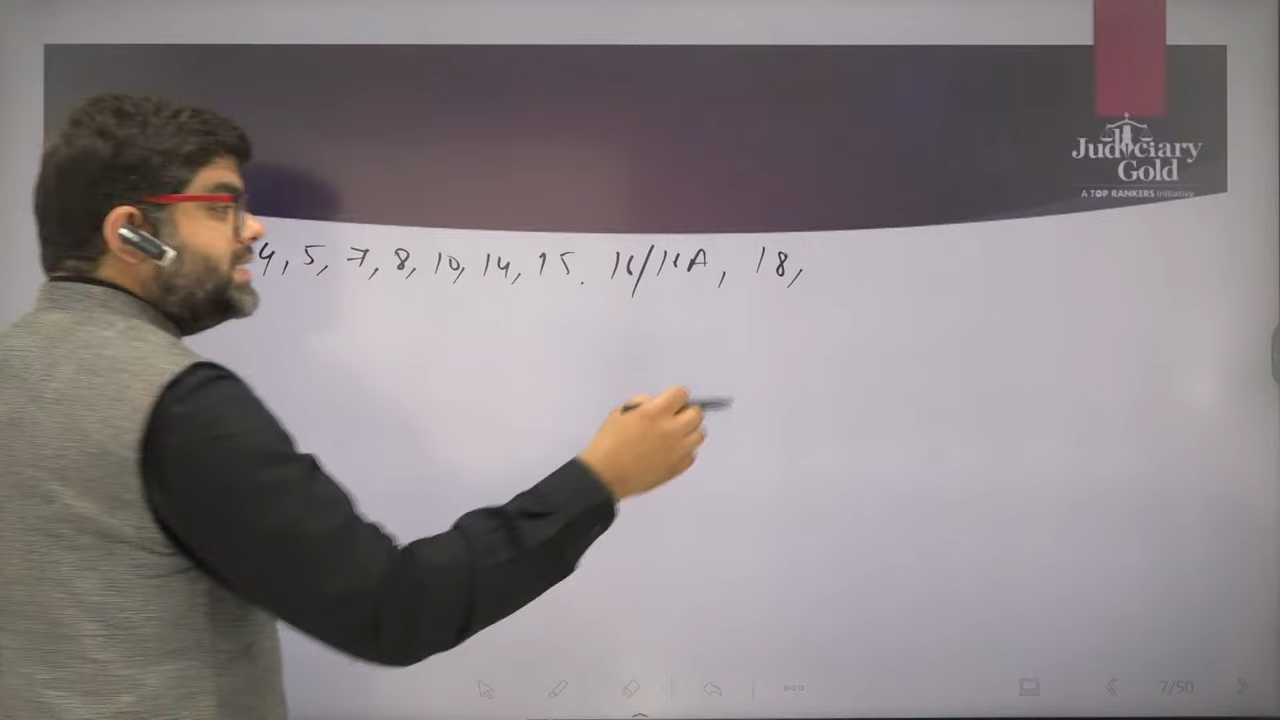 Judiciary
Gold
A TOP RANKERS Initiative
4, 5, 7, 8, 10, 14, 15. 16/16A, 18,
7/50